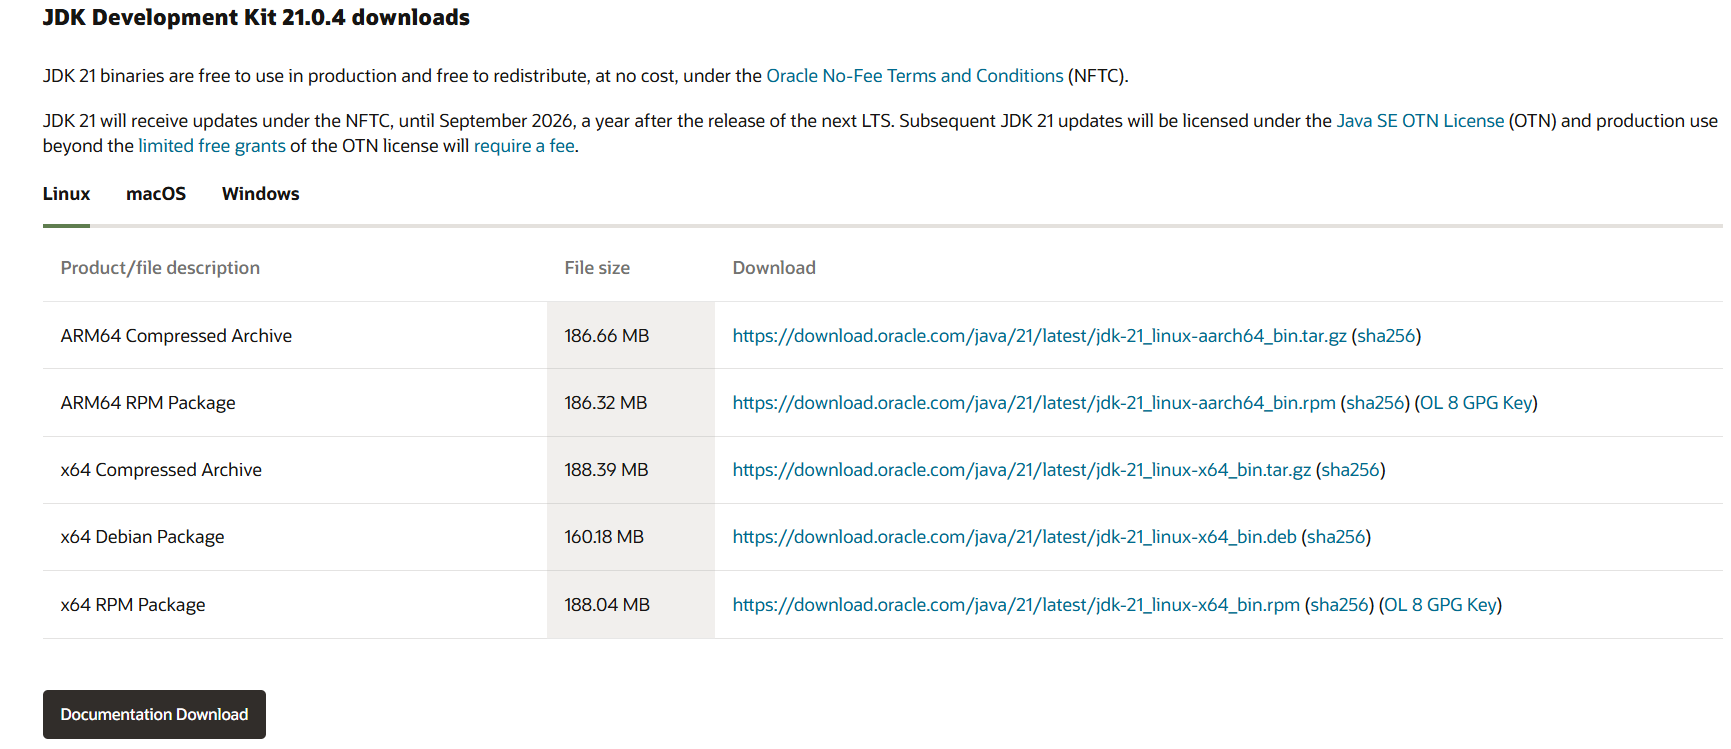 JDK Development Kit 21.0.4 downloads
JDK 21 binaries are free to use in production and free to redistribute, at no cost, under the Oracle No-Fee Terms and Conditions (NFTC).
JDK 21 will receive updates under the NFTC, until September 2026, a year after the release of the next LTS. Subsequent JDK 21 updates will be licensed under the Java SE OTN License (OTN) and production use
beyond the limited free grants of the OTN license will require a fee.
Linux macOS Windows
Product/file description File size Download
ARM64 Compressed Archive 186.66 MB https://download.oracle.com/java/21/latest/jdk-21_linux-aarch64_bin.tar.gz (sha256)
ARM64 RPM Package 186.32 MB https://download.oracle.com/java/21/latest/jdk-21_linux-aarch64_bin.rpm (sha256) (OL 8 GPG Key)
x64 Compressed Archive 188.39 MB https://download.oracle.com/java/21/latest/jdk-21_linux-x64_bin.tar.gz (sha256)
x64 Debian Package 160.18 MB https://download.oracle.com/java/21/latest/jdk-21_linux-x64_bin.deb (sha256)
x64 RPM Package 188.04 MB https://download.oracle.com/java/21/latest/jdk-21_linux-x64_bin.rpm (sha256) (OL 8 GPG Key)
Documentation Download